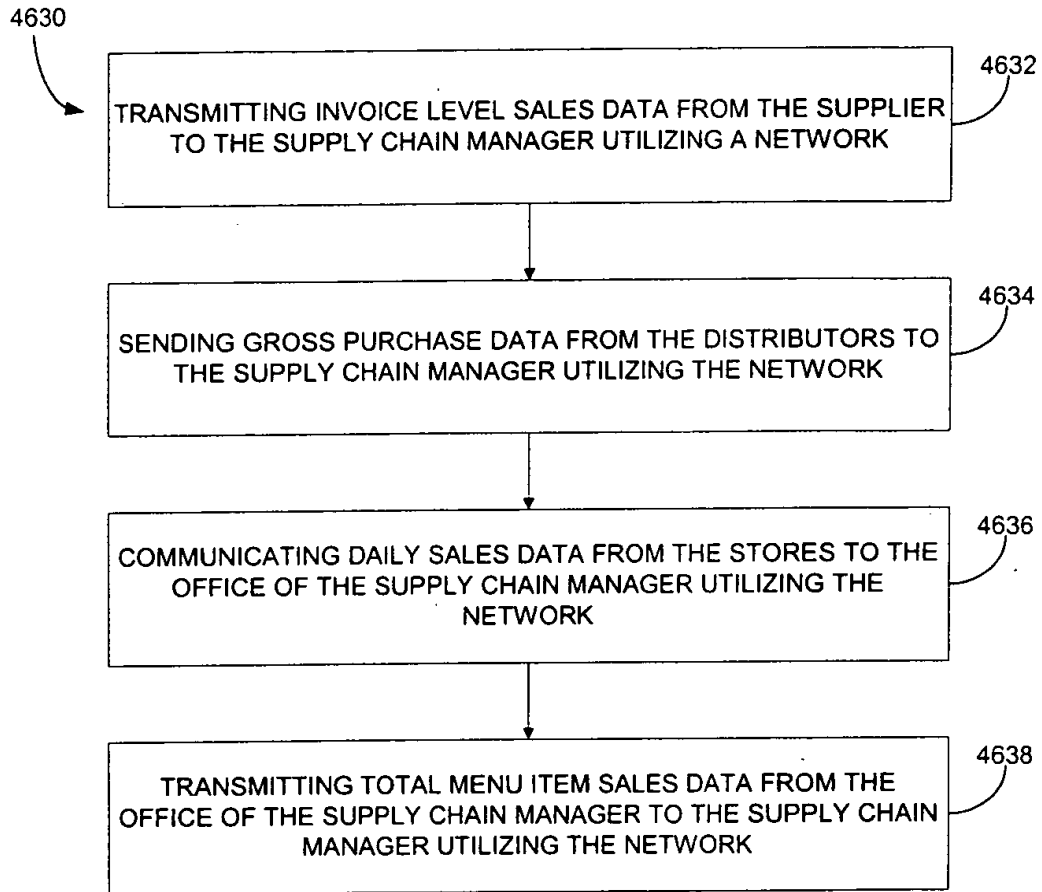 4630
4632
TRANSMITTING INVOICE LEVEL SALES DATA FROM THE SUPPLIER
TO THE SUPPLY CHAIN MANAGER UTILIZING A NETWORK
4634
SENDING GROSS PURCHASE DATA FROM THE DISTRIBUTORS TO
THE SUPPLY CHAIN MANAGER UTILIZING THE NETWORK
4636
COMMUNICATING DAILY SALES DATA FROM THE STORES TO THE
OFFICE OF THE SUPPLY CHAIN MANAGER UTILIZING THE
NETWORK
4638
TRANSMITTING TOTAL MENU ITEM SALES DATA FROM THE
OFFICE OF THE SUPPLY CHAIN MANAGER TO THE SUPPLY CHAIN
MANAGER UTILIZING THE NETWORK